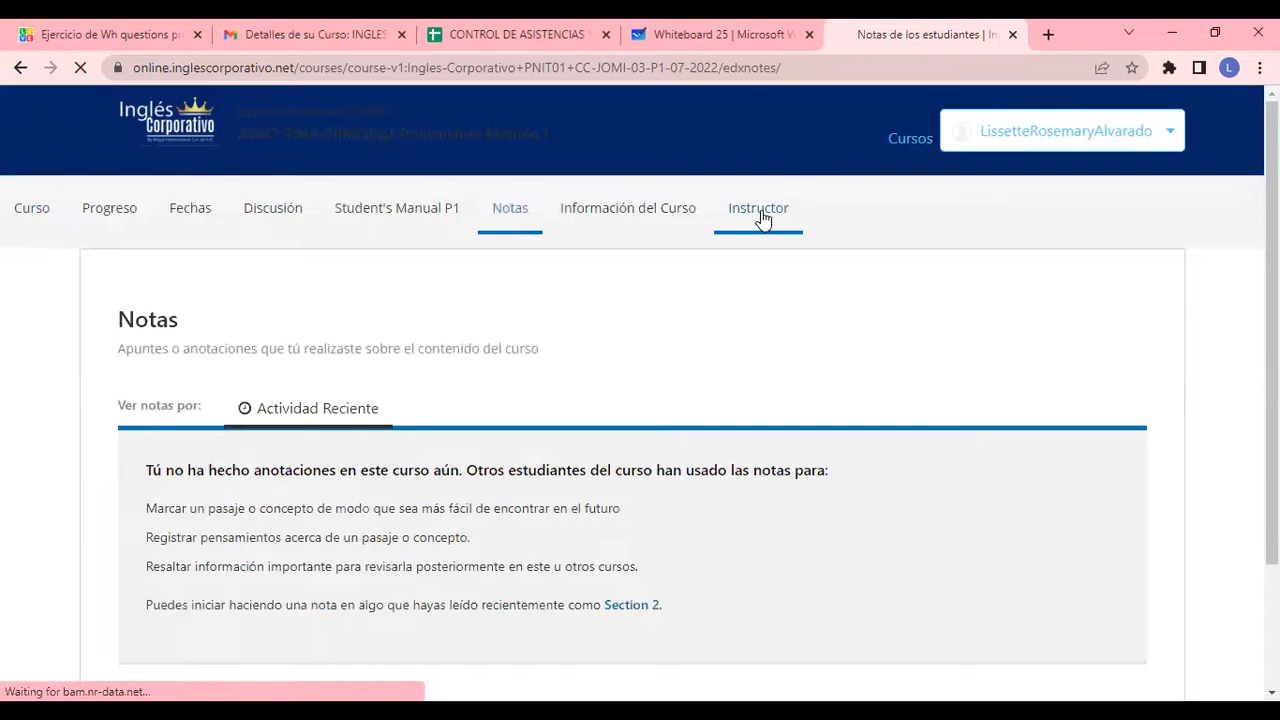 Ejercicio de Wh questions pr
Detalles de su Curso: INGLES
CONTROL DE ASISTENCIAS
Whiteboard 25 | Microsoft W
Notas de los estudiantes | In
online.inglescorporativo.net/courses/course-v1:Ingles-Corporativo+PNIT01+CC-JOMI-03-P1-07-2022/edxnotes/
L
Inglés
Corporativo
Principiante Módulo 1
Cursos
LissetteRosemaryAlvarado
Curso
Progreso
Fechas
Discusión
Student's Manual P1
Notas
Información del Curso
Instructor
Notas
Apuntes o anotaciones que tú realizaste sobre el contenido del curso
Ver notas por:
Actividad Reciente
Tú no ha hecho anotaciones en este curso aún. Otros estudiantes del curso han usado las notas para:
Marcar un pasaje o concepto de modo que sea más fácil de encontrar en el futuro
Registrar pensamientos acerca de un pasaje o concepto.
Resaltar información importante para revisarla posteriormente en este u otros cursos.
Puedes iniciar haciendo una nota en algo que hayas leído recientemente como Section 2.
Waiting for bam.nr-data.net...